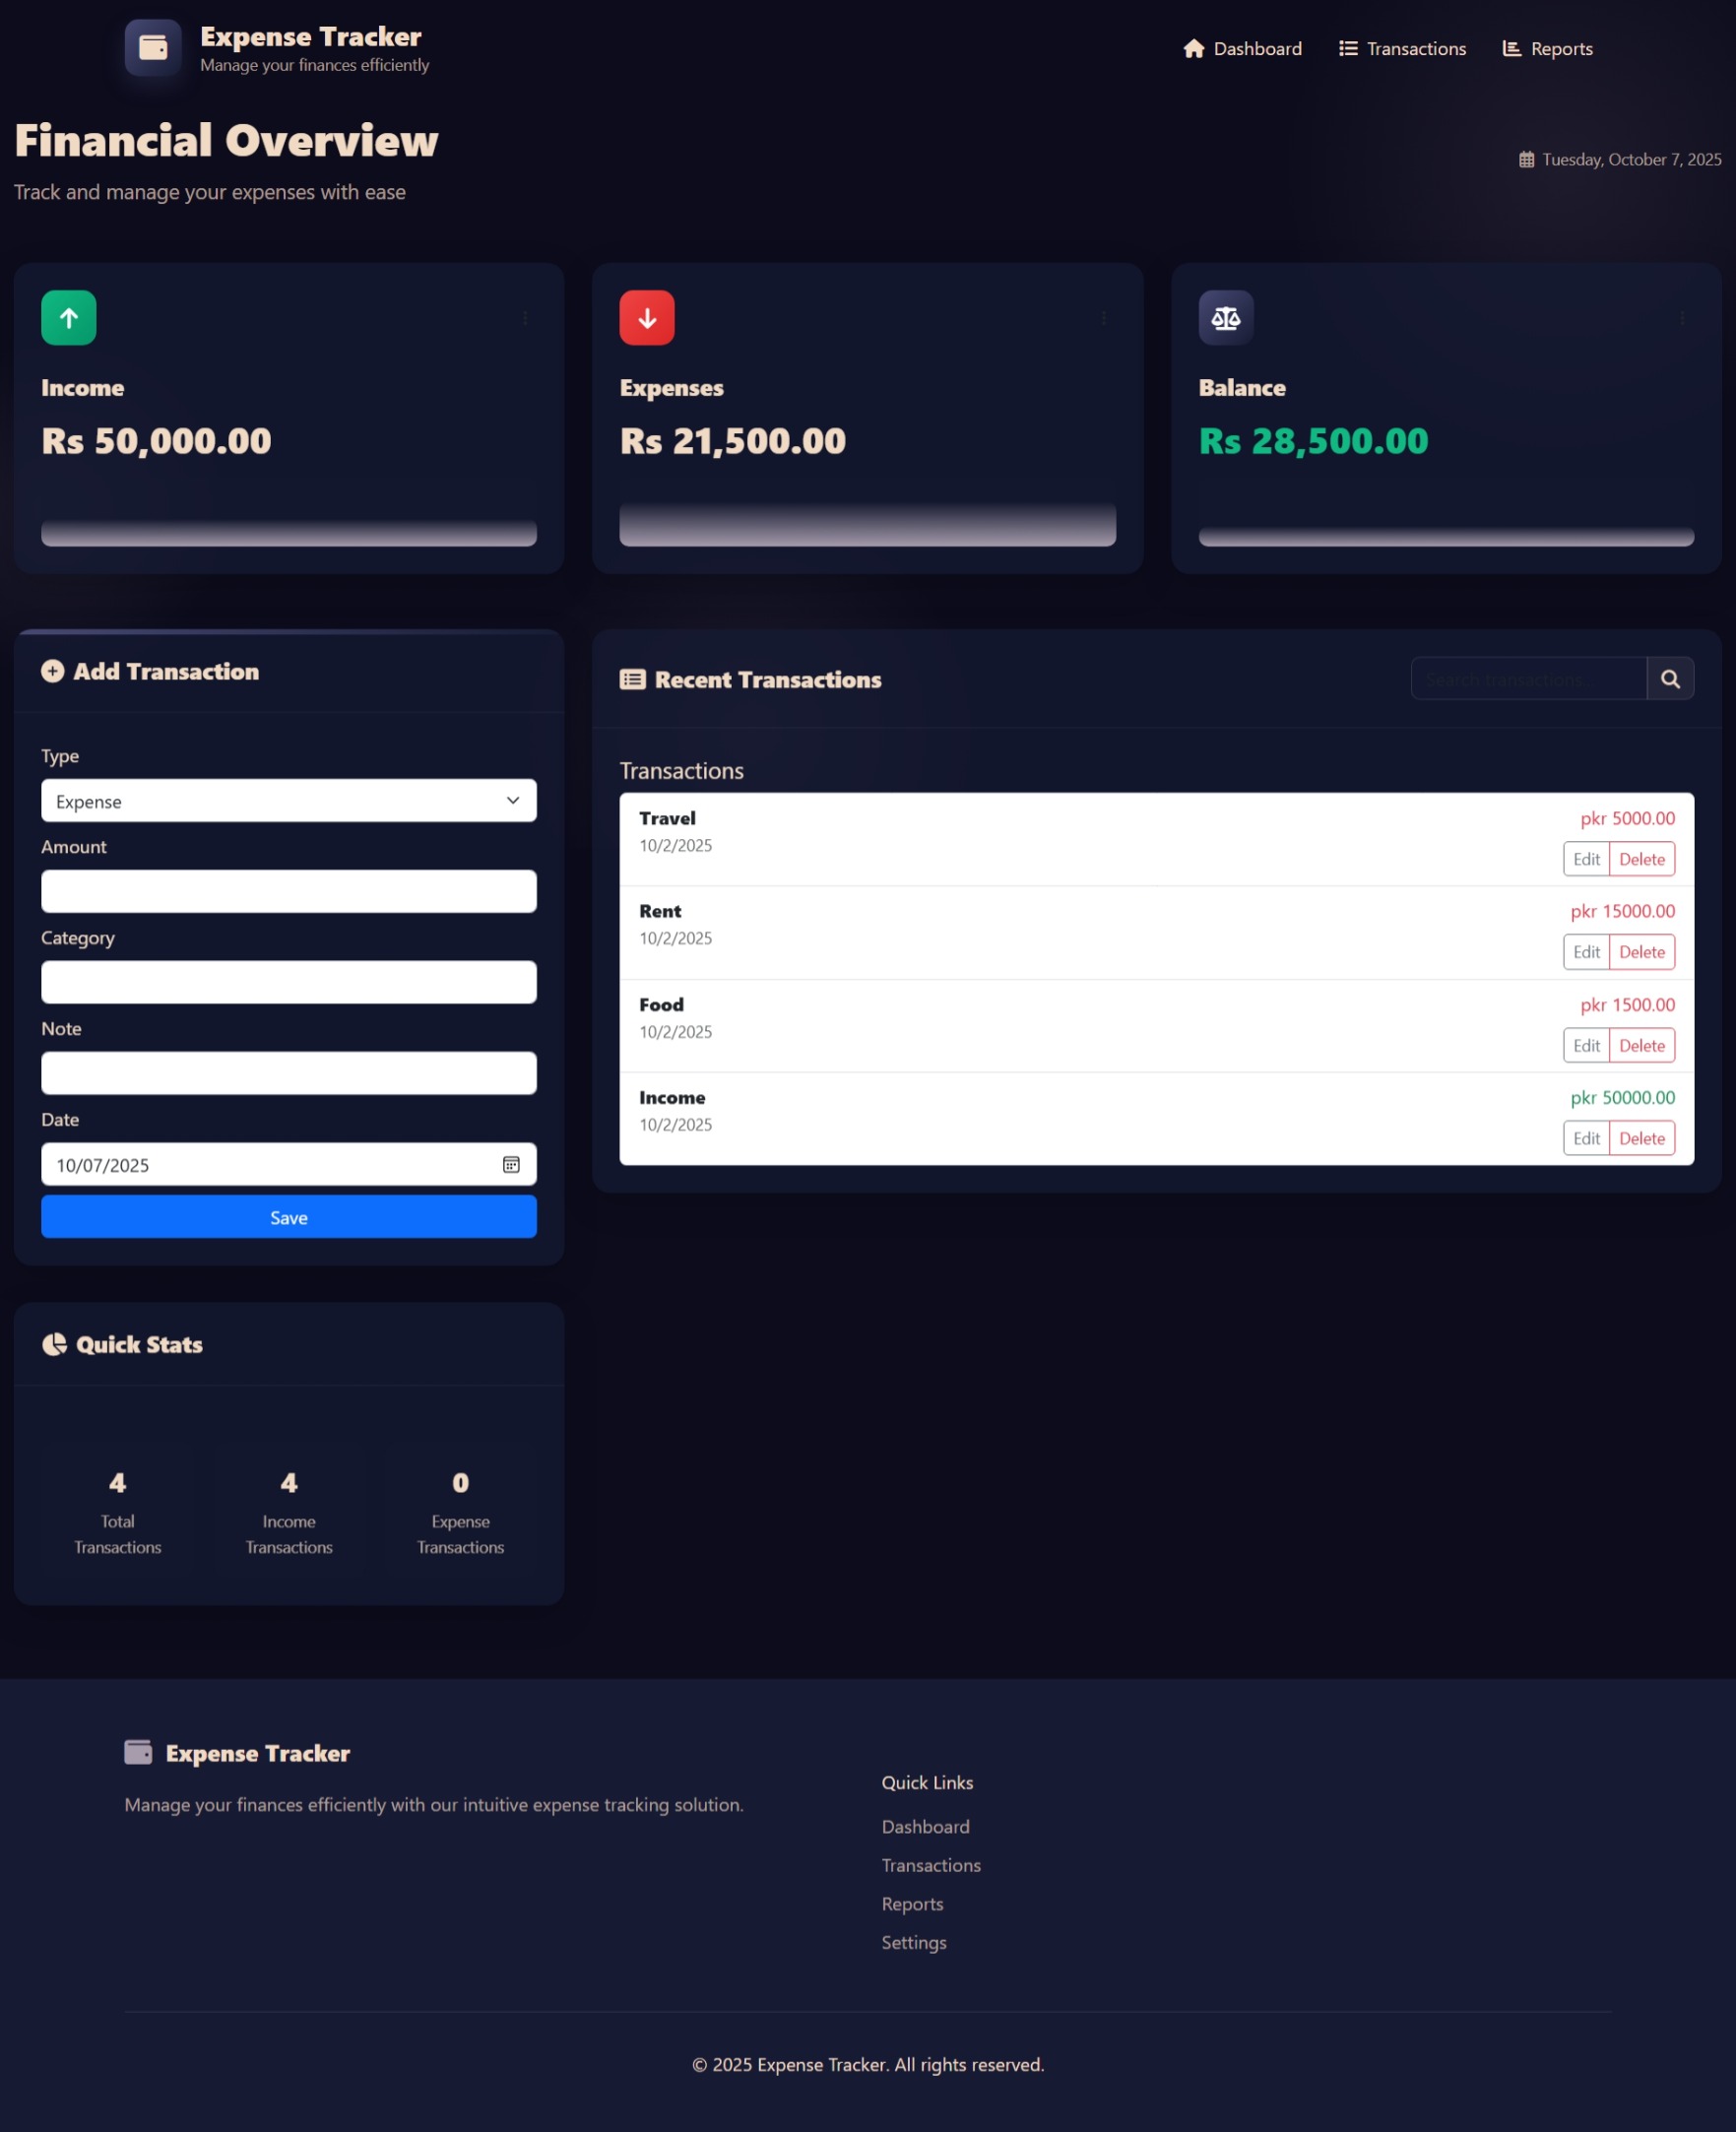 Expense Tracker
Manage your finances efficiently
Dashboard
Transactions
Reports
Financial Overview
Track and manage your expenses with ease
Tuesday, October 7, 2025
Income
Rs 50,000.00
Expenses
Rs 21,500.00
Balance
Rs 28,500.00
Add Transaction
Type
Expense
Amount
Category
Note
Date
10/07/2025
Save
Recent Transactions
Search transactions...
Transactions
Travel
10/2/2025
pkr 5000.00
Edit
Delete
Rent
10/2/2025
pkr 15000.00
Edit
Delete
Food
10/2/2025
pkr 1500.00
Edit
Delete
Income
10/2/2025
pkr 50000.00
Edit
Delete
Quick Stats
4
Total
Transactions
4
Income
Transactions
0
Expense
Transactions
Expense Tracker
Manage your finances efficiently with our intuitive expense tracking solution.
Quick Links
Dashboard
Transactions
Reports
Settings
© 2025 Expense Tracker. All rights reserved.